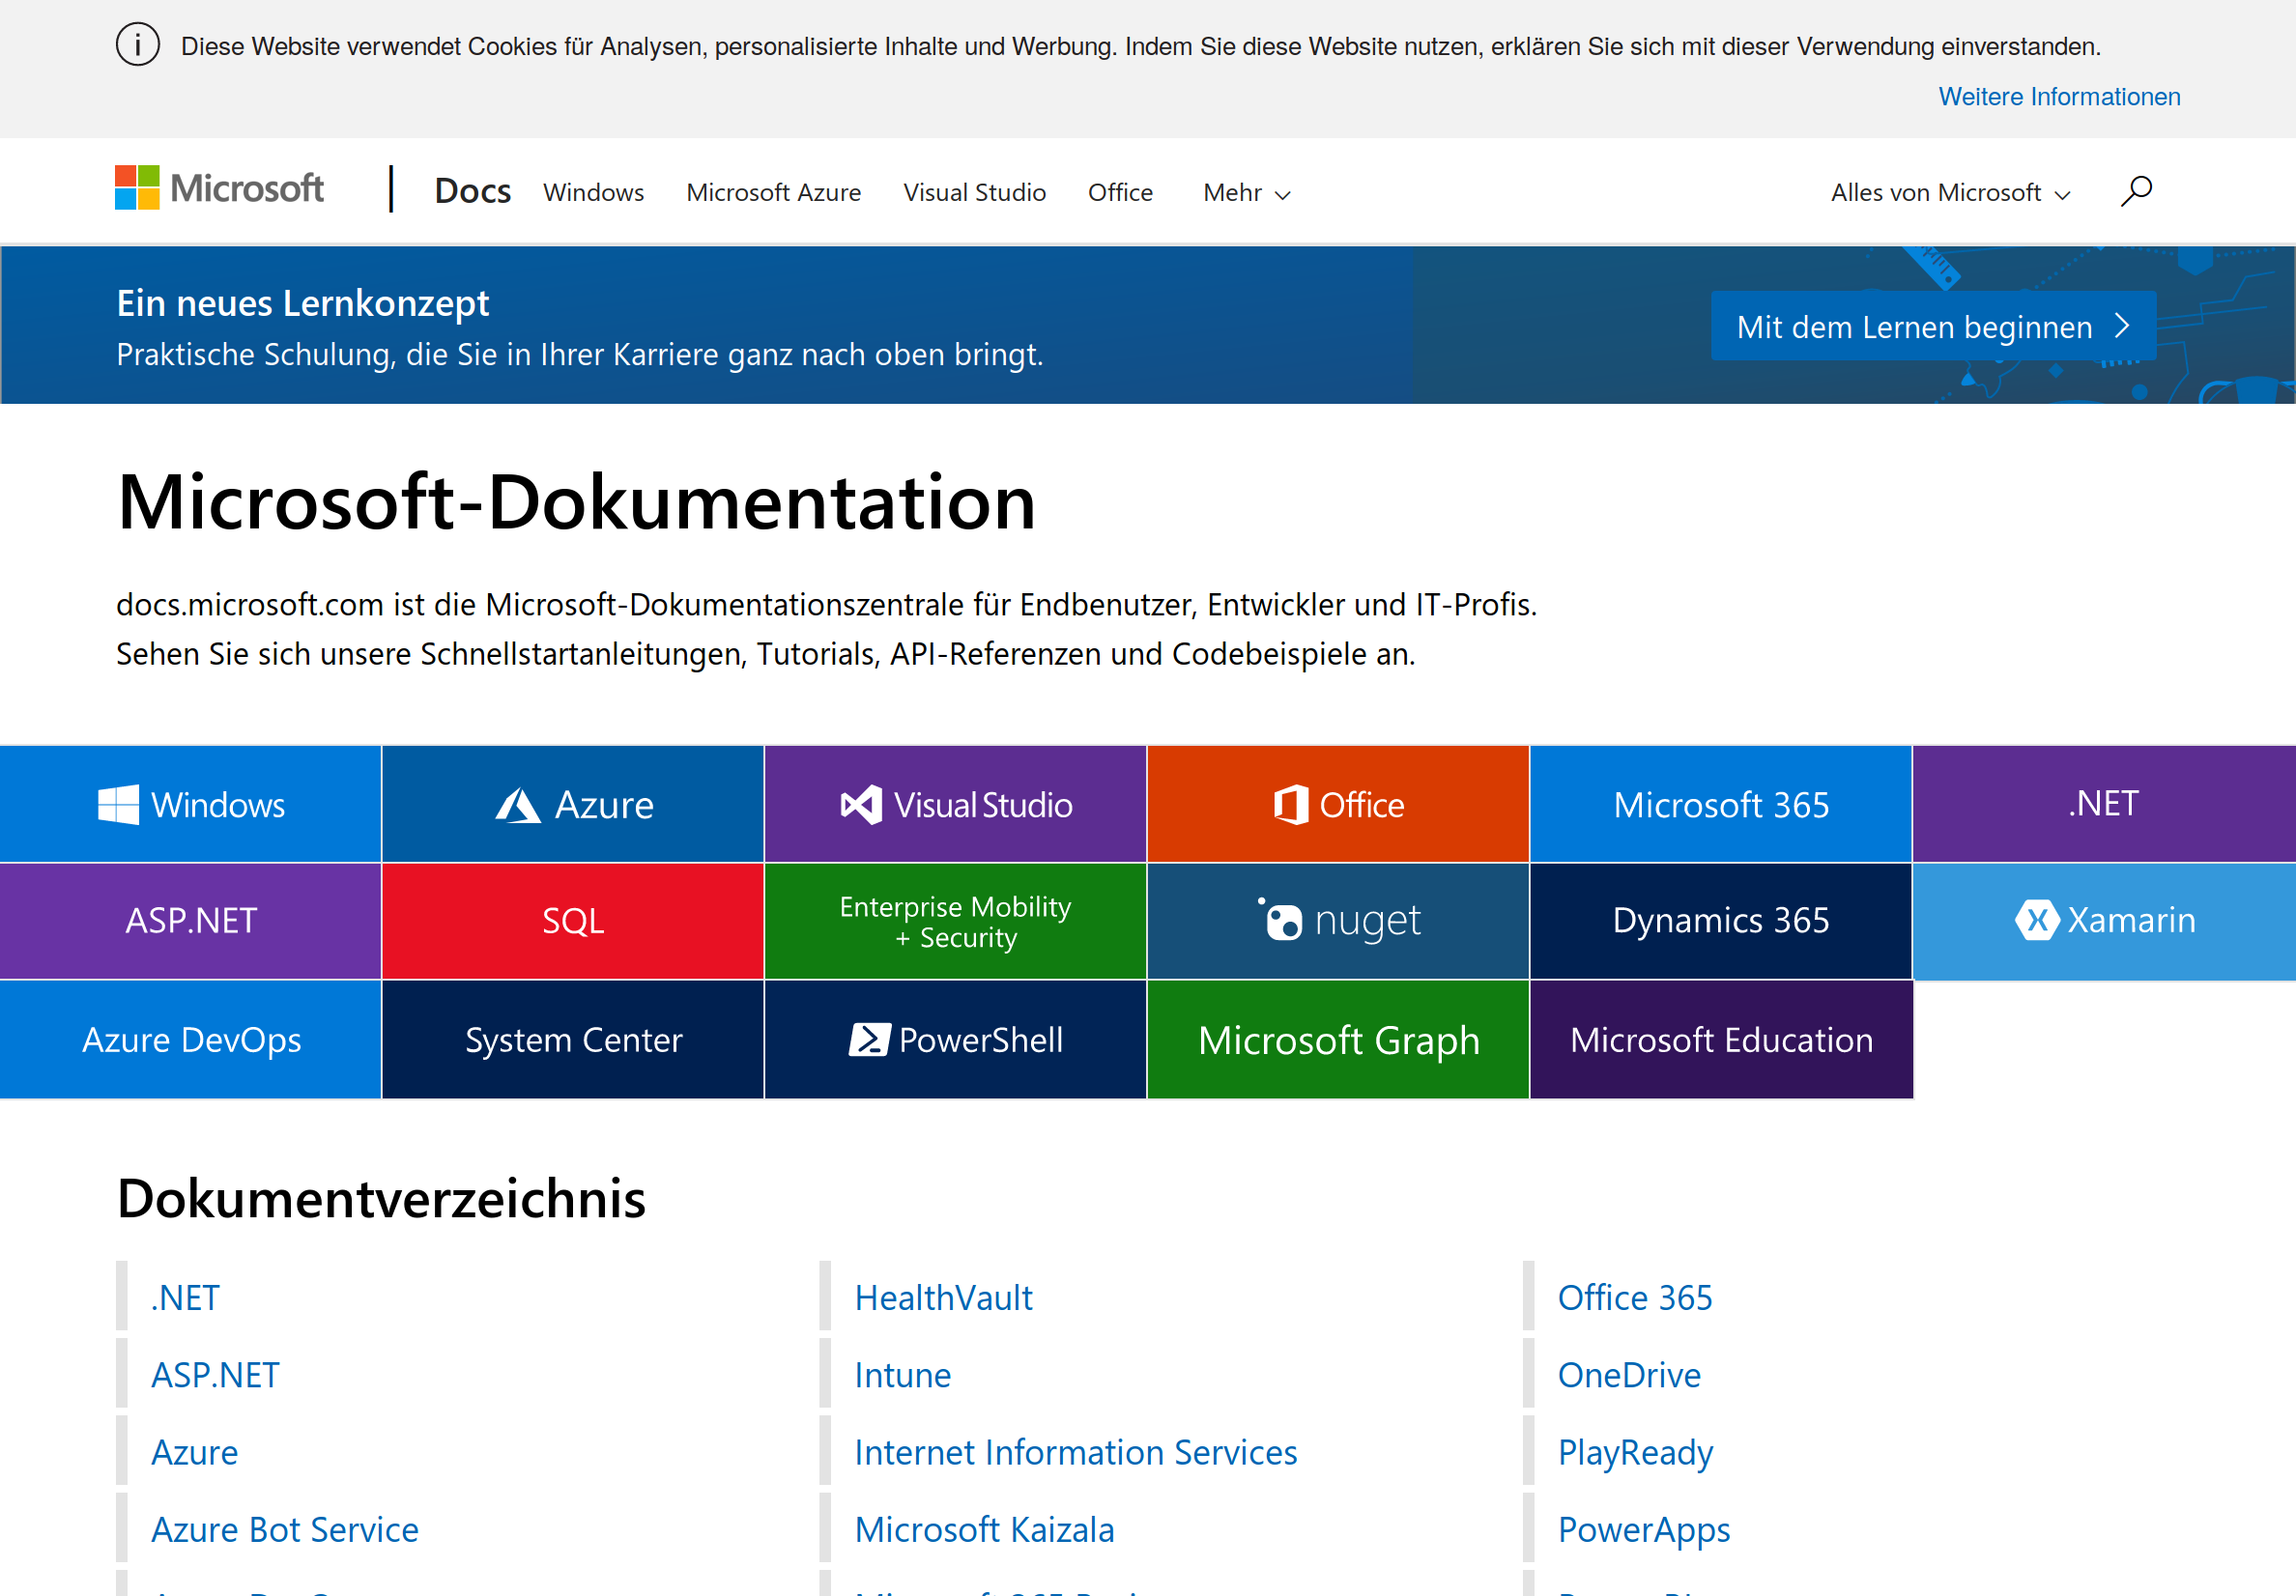 Diese Website verwendet Cookies für Analysen, personalisierte Inhalte und Werbung. Indem Sie diese Website nutzen, erklären Sie sich mit dieser Verwendung einverstanden.
Weitere Informationen
Microsoft | Docs Windows Microsoft Azure Visual Studio Office Mehr Alles von Microsoft
Ein neues Lernkonzept
Praktische Schulung, die Sie in Ihrer Karriere ganz nach oben bringt.
Mit dem Lernen beginnen
Microsoft-Dokumentation
docs.microsoft.com ist die Microsoft-Dokumentationszentrale für Endbenutzer, Entwickler und IT-Profis.
Sehen Sie sich unsere Schnellstartanleitungen, Tutorials, API-Referenzen und Codebeispiele an.
Windows Azure Visual Studio Office Microsoft 365 .NET
ASP.NET SQL Enterprise Mobility + Security nuget Dynamics 365 Xamarin
Azure DevOps System Center PowerShell Microsoft Graph Microsoft Education
Dokumentverzeichnis
.NET HealthVault Office 365
ASP.NET Intune OneDrive
Azure Internet Information Services PlayReady
Azure Bot Service Microsoft Kaizala PowerApps